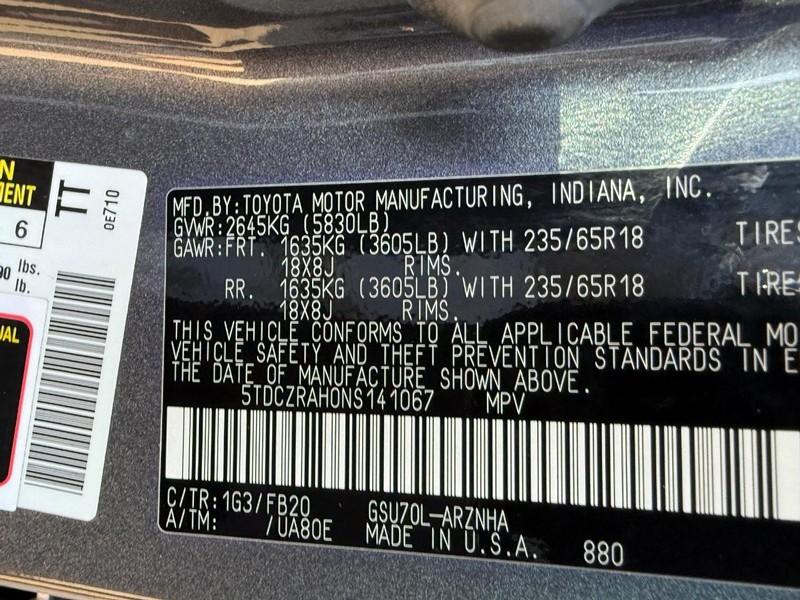 N
MENT
TT
0E710
6
90 lbs.
lb.
UAL
MFD.BY:TOYOTA MOTOR MANUFACTURING, INDIANA, INC.
GVWR:2645KG (5830LB)
GAWR:FRT. 1635KG (3605LB) WITH 235/65R18 TIRES
18X8J RIMS.
RR. 1635KG (3605LB) WITH 235/65R18 TIRES
18X8J RIMS.
THIS VEHICLE CONFORMS TO ALL APPLICABLE FEDERAL MO
VEHICLE SAFETY AND THEFT PREVENTION STANDARDS IN E
THE DATE OF MANUFACTURE SHOWN ABOVE.
5TDCZRAH0NS141067 MPV
C/TR:1G3/FB20 GSU70L-ARZNHA
A/TM: /UA80E MADE IN U.S.A. 880